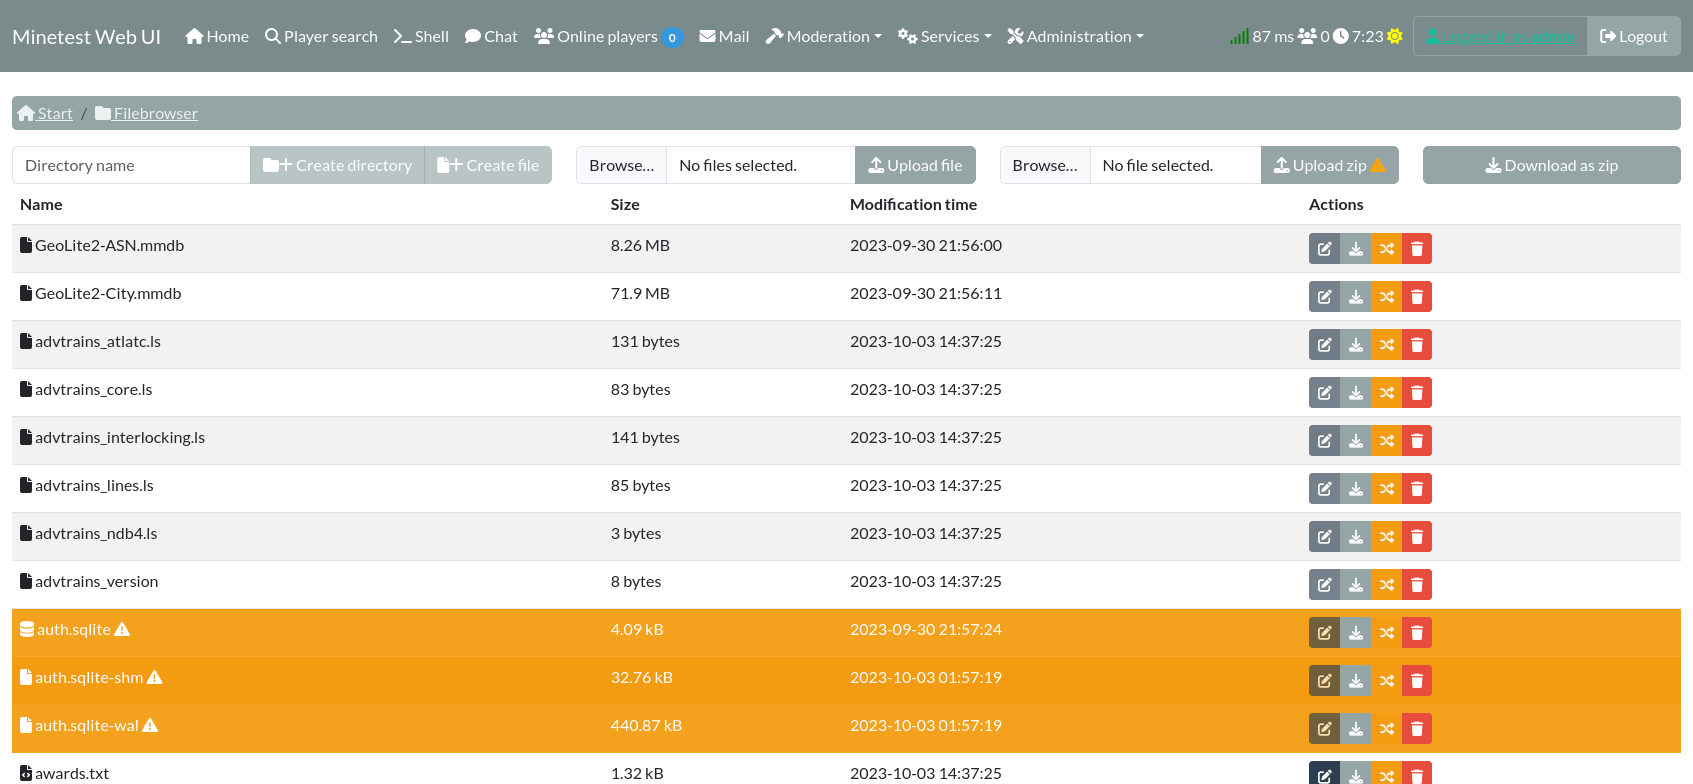 Minetest Web UI Home Player search Shell Chat Online players 0 Mail Moderation Services Administration 87 ms 0 7:23 Logged in as admin Logout
Start / Filebrowser
Directory name Create directory Create file Browse... No files selected. Upload file Browse... No file selected. Upload zip Download as zip
Name Size Modification time Actions
GeoLite2-ASN.mmdb 8.26 MB 2023-09-30 21:56:00
GeoLite2-City.mmdb 71.9 MB 2023-09-30 21:56:11
advtrains_atlatc.ls 131 bytes 2023-10-03 14:37:25
advtrains_core.ls 83 bytes 2023-10-03 14:37:25
advtrains_interlocking.ls 141 bytes 2023-10-03 14:37:25
advtrains_lines.ls 85 bytes 2023-10-03 14:37:25
advtrains_ndb4.ls 3 bytes 2023-10-03 14:37:25
advtrains_version 8 bytes 2023-10-03 14:37:25
auth.sqlite 4.09 kB 2023-09-30 21:57:24
auth.sqlite-shm 32.76 kB 2023-10-03 01:57:19
auth.sqlite-wal 440.87 kB 2023-10-03 01:57:19
awards.txt 1.32 kB 2023-10-03 14:37:25